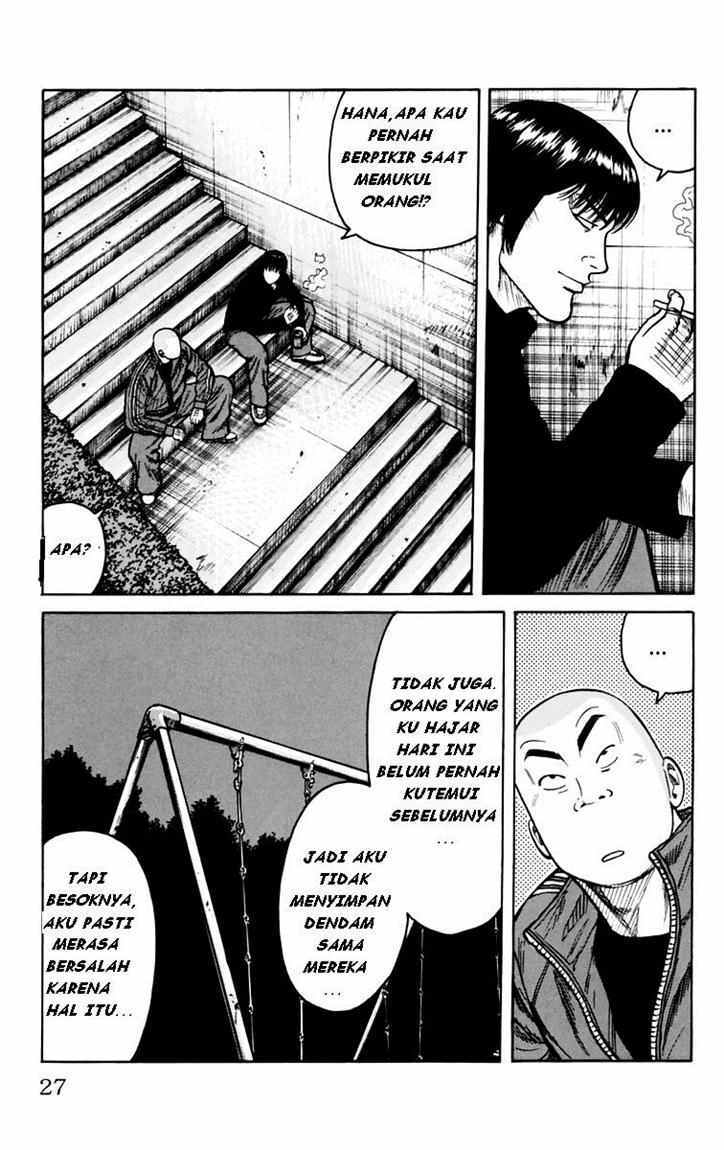 ...
HANA, APA KAU
PERNAH
BERPIKIR SAAT
MEMUKUL
ORANG!?
APA?
...
TIDAK JUGA.
ORANG YANG
KU HAJAR
HARI INI
BELUM PERNAH
KUTEMUI
SEBELUMNYA
...
JADI AKU
TIDAK
MENYIMPAN
DENDAM
SAMA
MEREKA
...
TAPI
BESOKNYA,
AKU PASTI
MERASA
BERSALAH
KARENA
HAL ITU...
27